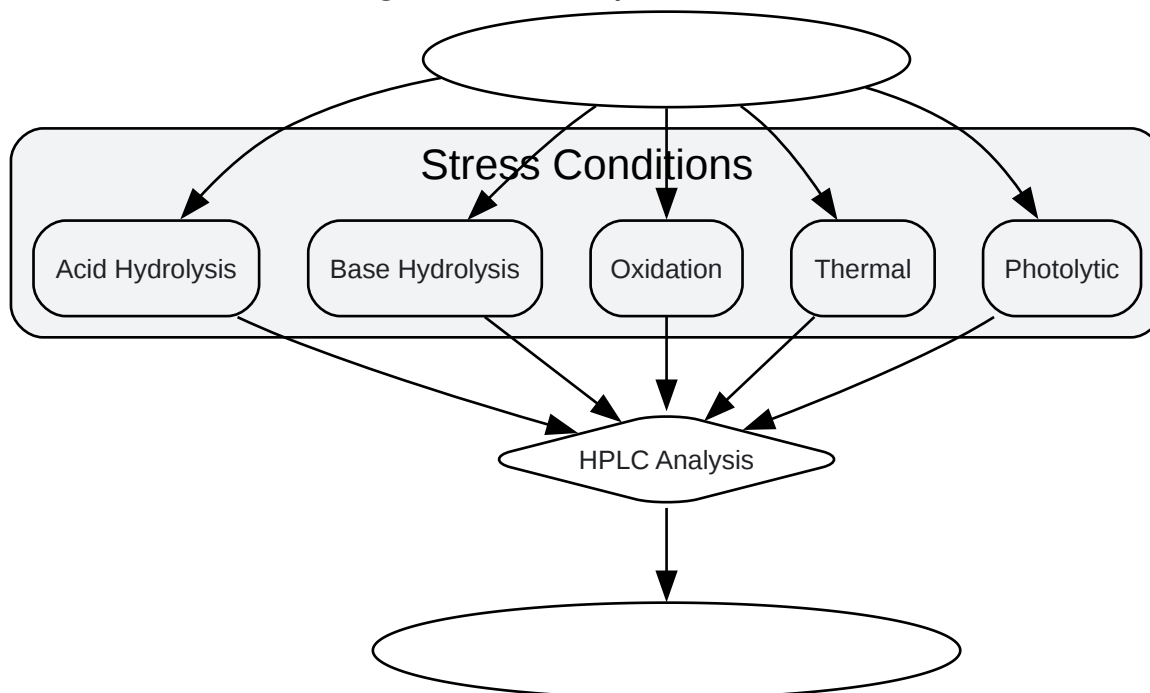 Stress Conditions
Acid Hydrolysis
Base Hydrolysis
Oxidation
Thermal
Photolytic
HPLC Analysis